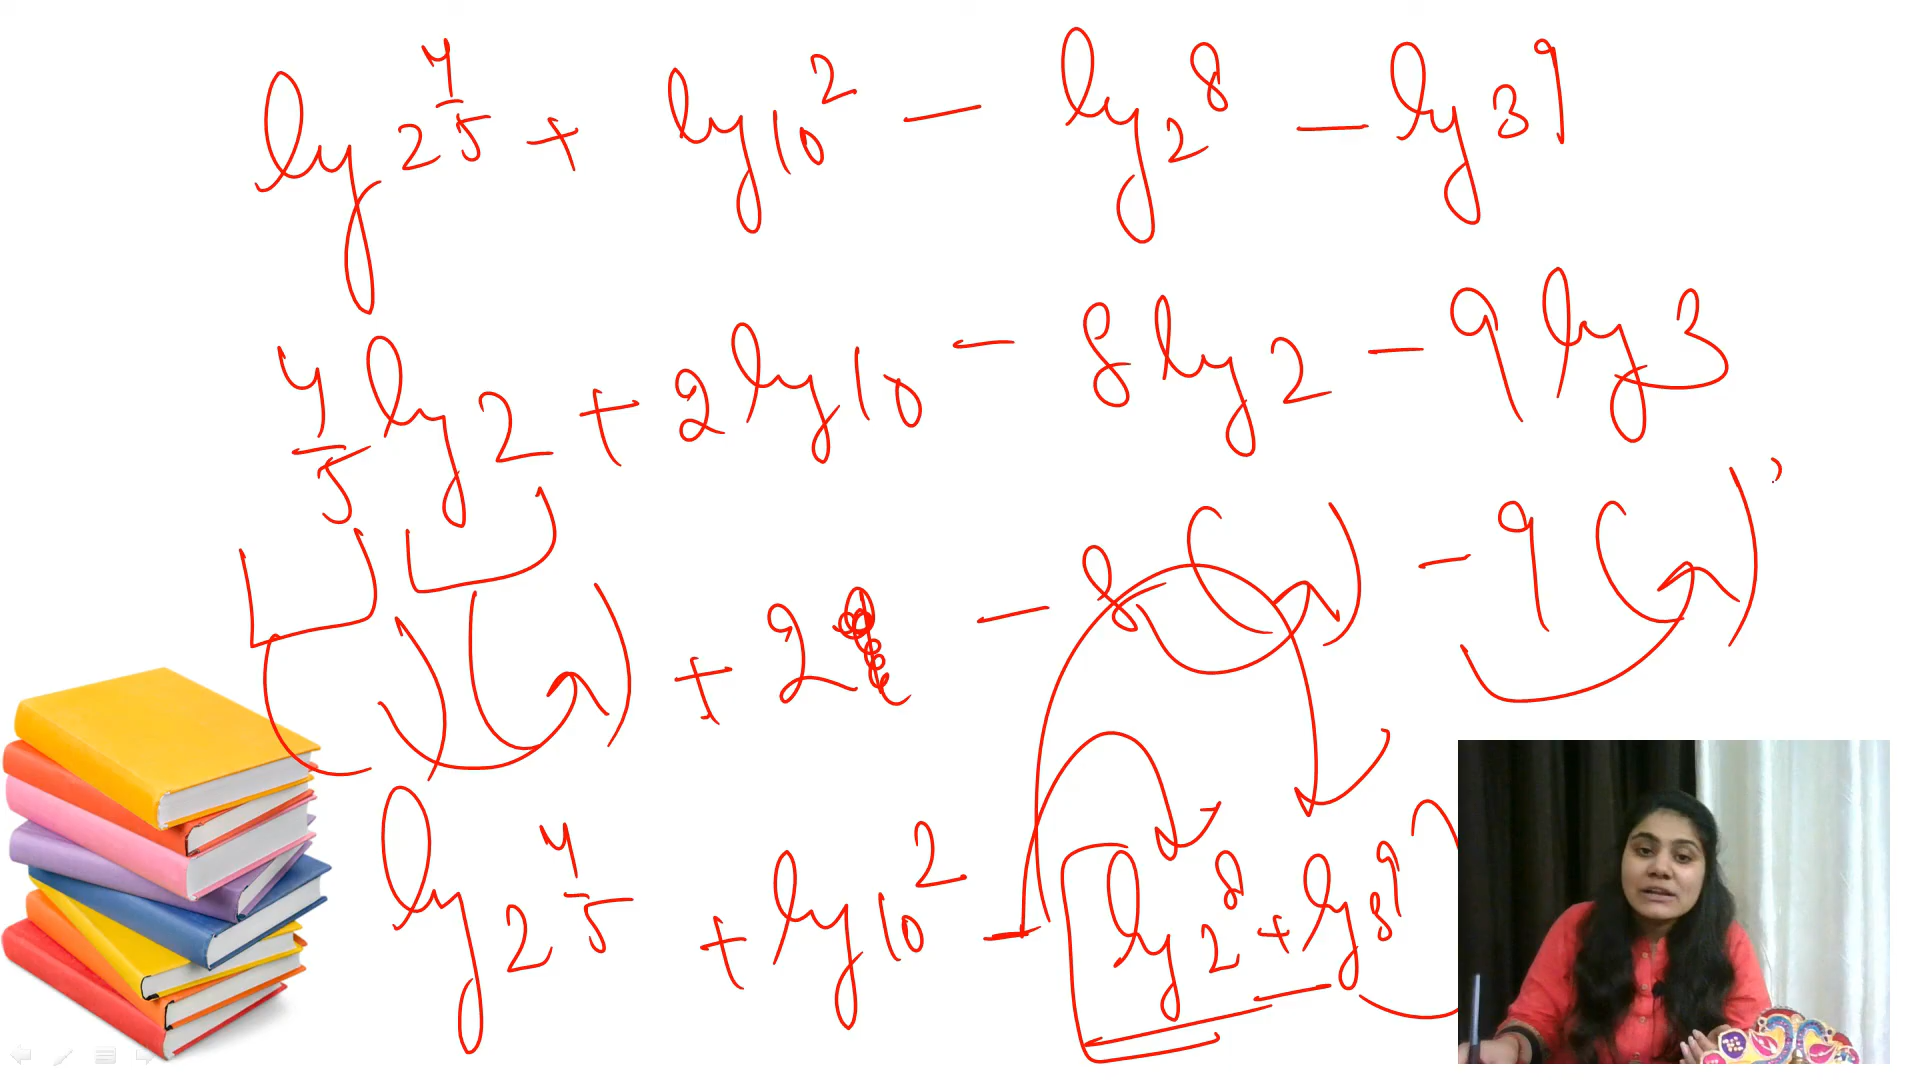 log 2^4/5 + log 10^2 - log 2^8 - log 3^9
4/5 log 2 + 2 log 10 - 8 log 2 - 9 log 3
( ) ( ) + 2 - 8 ( ) - 9 ( )
log 2^4/5 + log 10^2 - [log 2^8 + log 3^9]